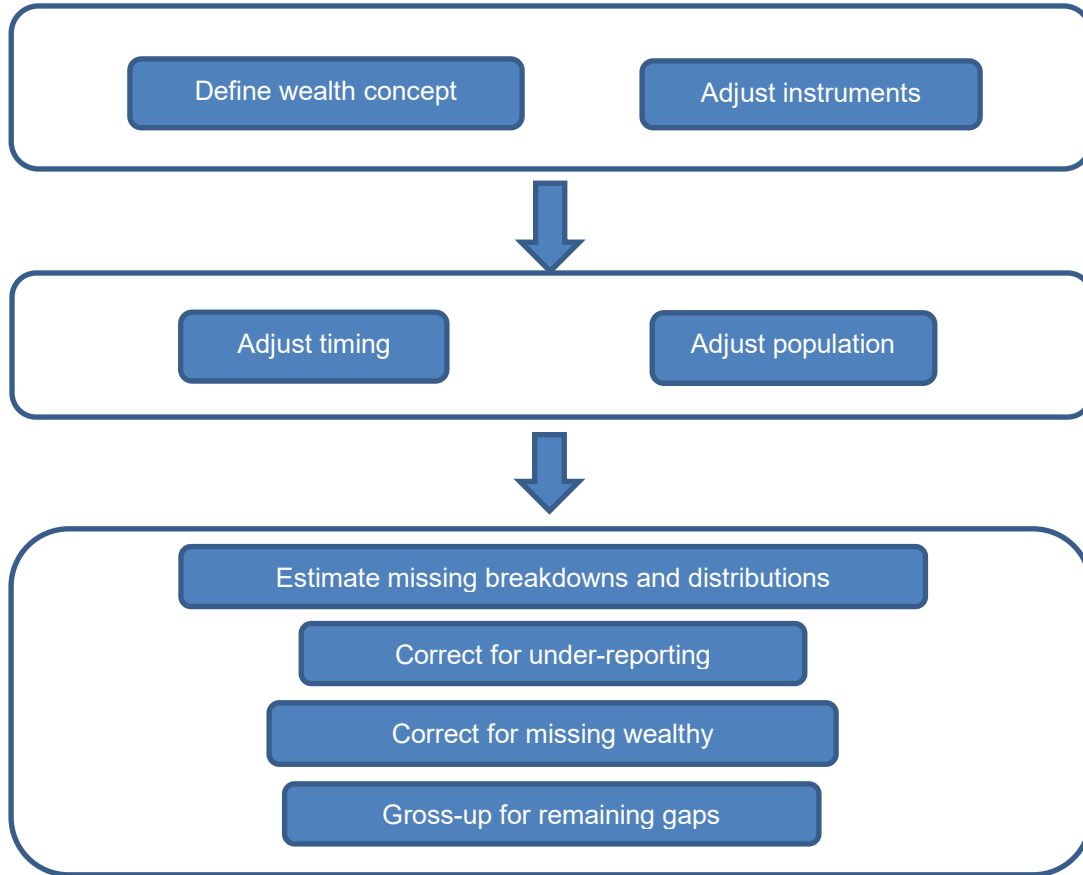 Define wealth concept
Adjust instruments
Adjust timing
Adjust population
Estimate missing breakdowns and distributions
Correct for under-reporting
Correct for missing wealthy
Gross-up for remaining gaps